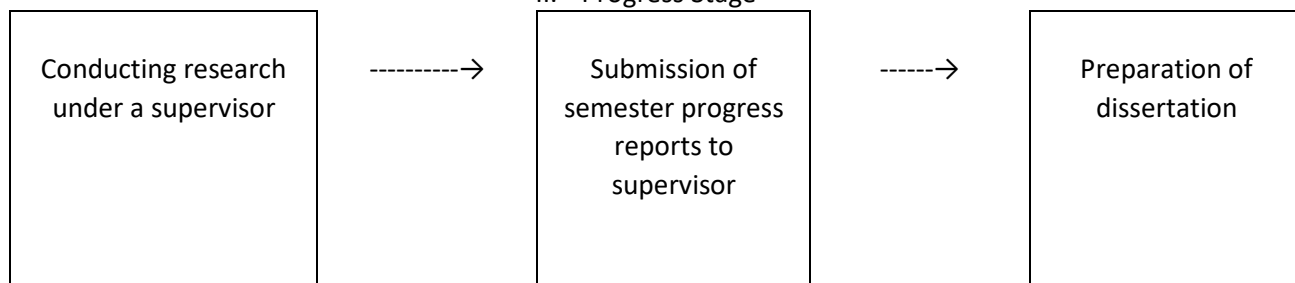 Progress Stage
Conducting research
under a supervisor
----------→
Submission of
semester progress
reports to
supervisor
------→
Preparation of
dissertation